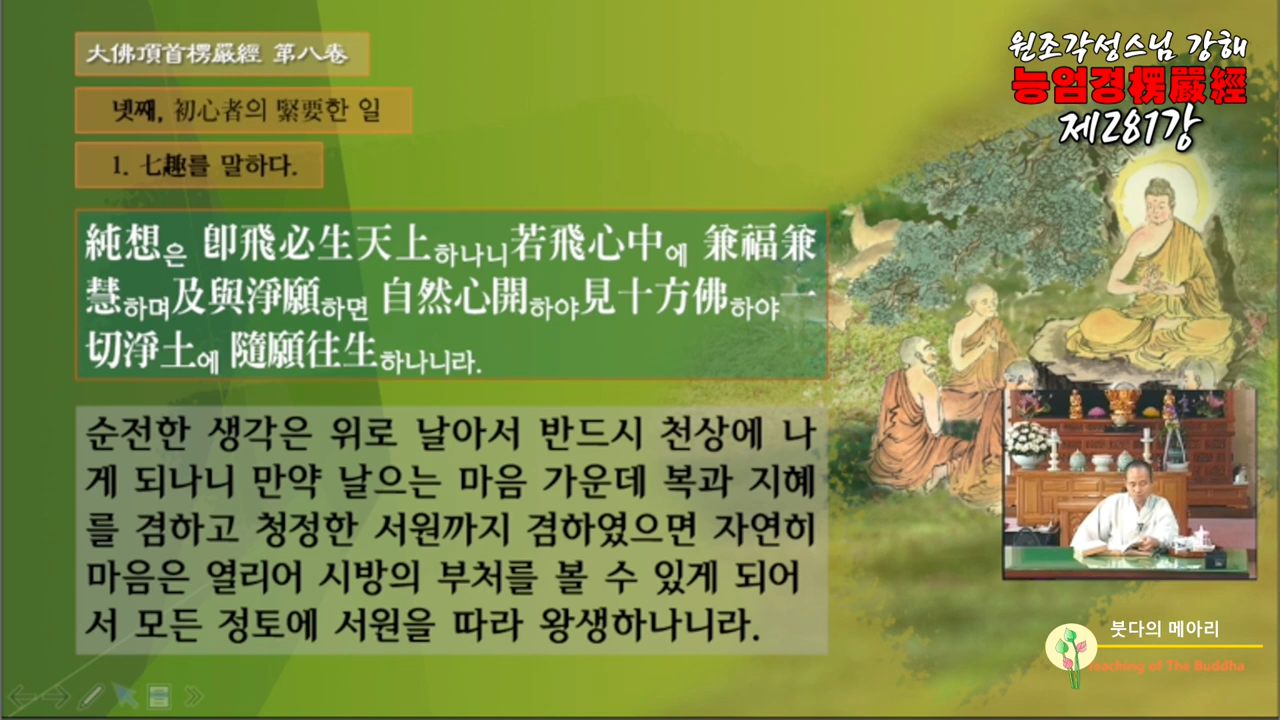 大佛頂首楞嚴經 第八卷
넷째, 初心者의 緊要한 일
1. 七趣를 말하다.
純想은 卽飛必生天上하나니若飛心中에 兼福兼
慧하며及與淨願하면 自然心開하야見十方佛하야一
切淨土에 隨願往生하나니라.
순전한 생각은 위로 날아서 반드시 천상에 나
게 되나니 만약 날으는 마음 가운데 복과 지혜
를 겸하고 청정한 서원까지 겸하였으면 자연히
마음은 열리어 시방의 부처를 볼 수 있게 되어
서 모든 정토에 서원을 따라 왕생하나니라.
원조각성스님 강해
능엄경楞嚴經
제281강
붓다의 메아리
Teaching of The Buddha